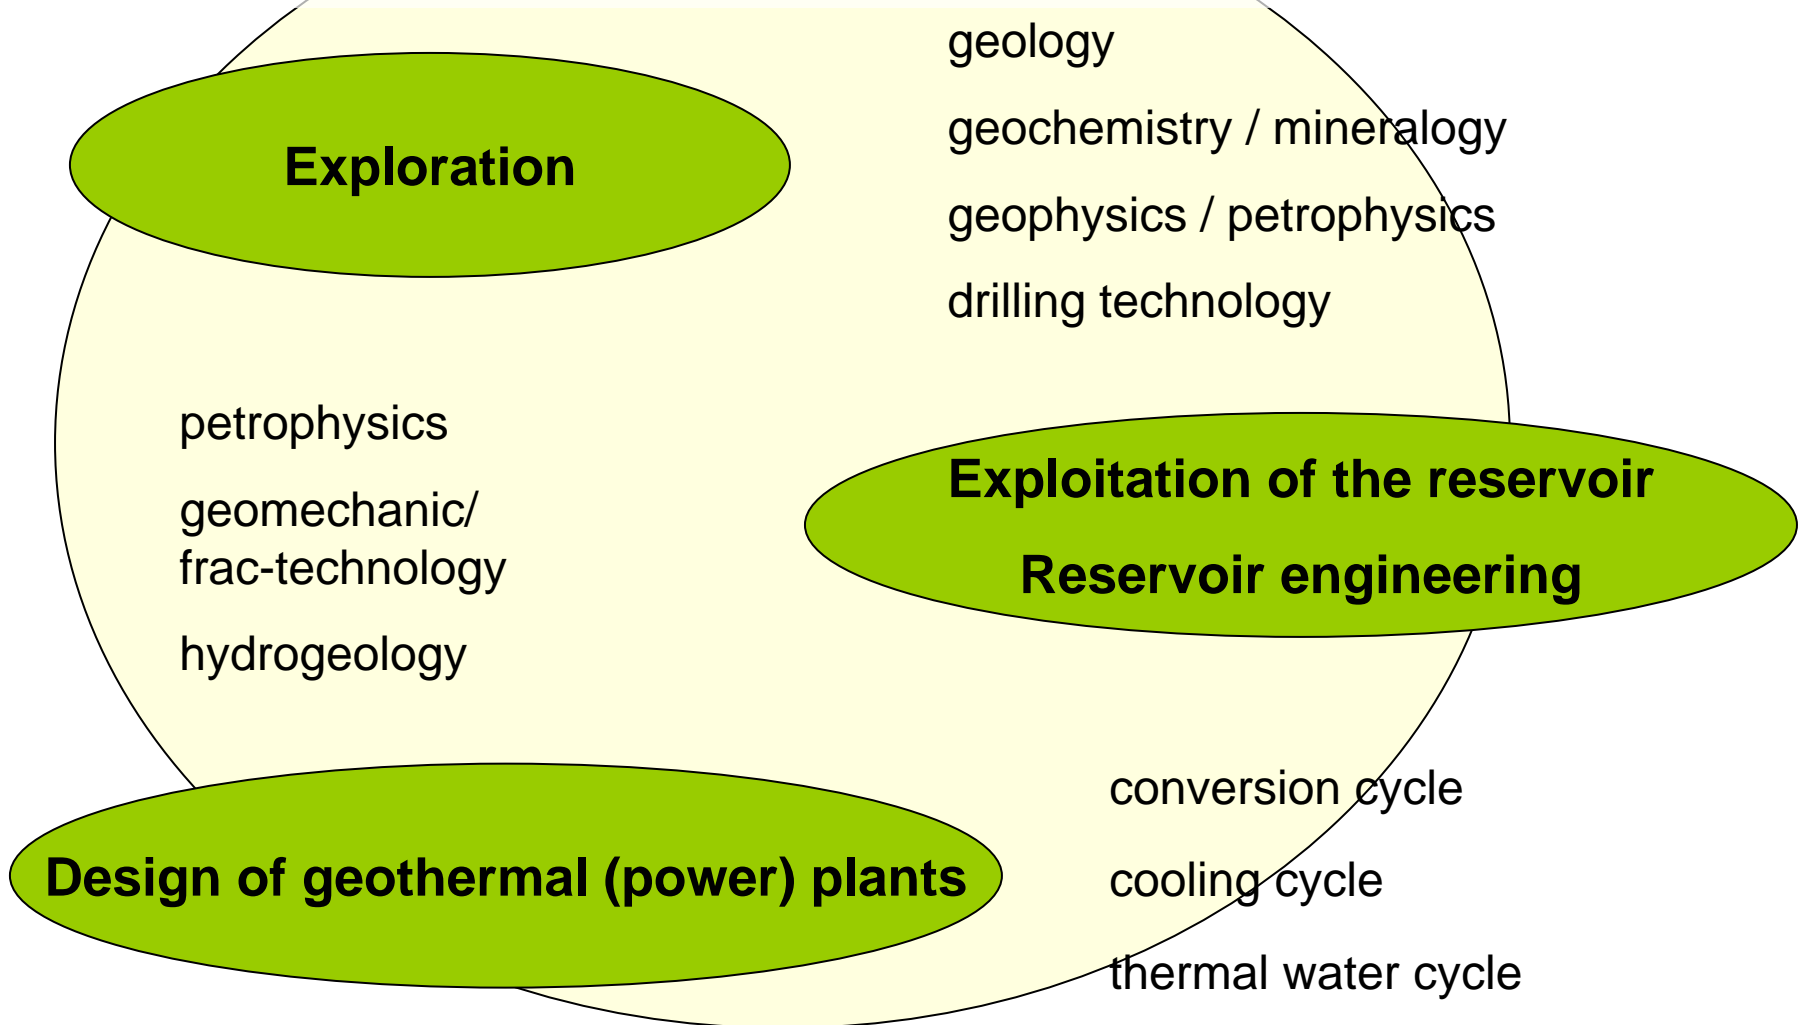 geology
Exploration
geochemistry / mineralogy
geophysics / petrophysics
drilling technology
petrophysics
geomechanic/
frac-technology
hydrogeology
Exploitation of the reservoir
Reservoir engineering
Design of geothermal (power) plants
conversion cycle
cooling cycle
thermal water cycle